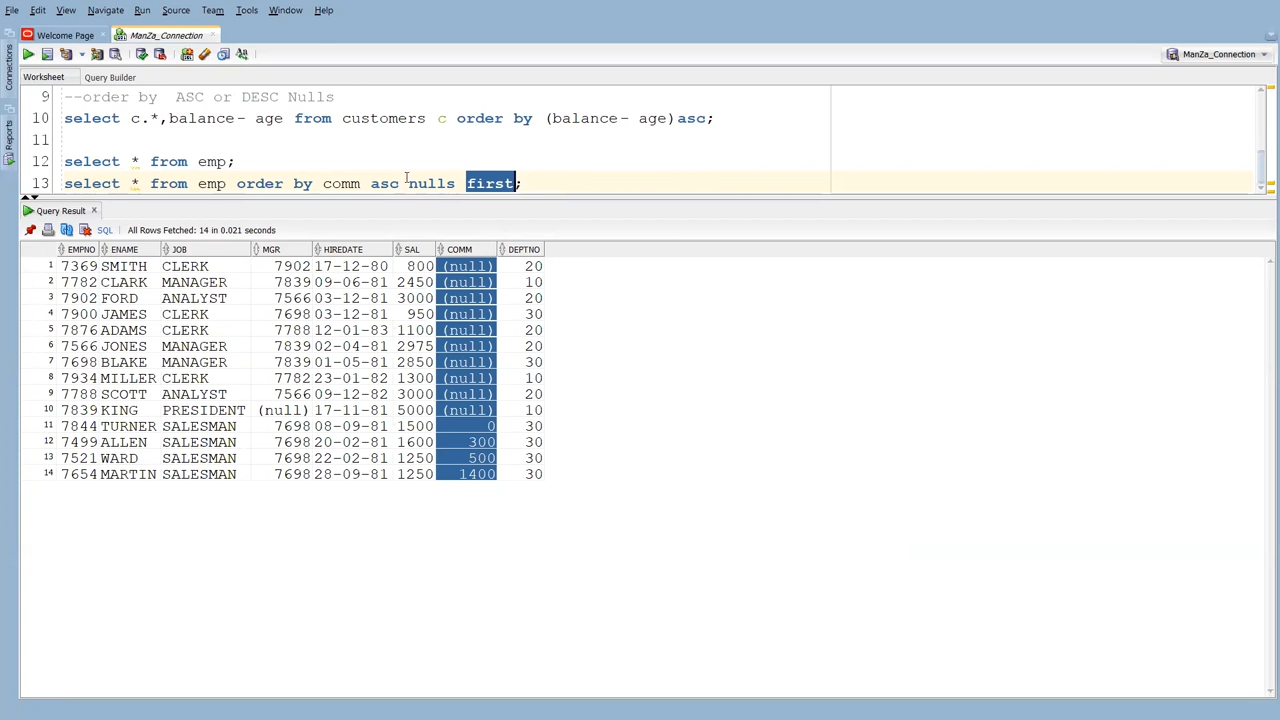 File Edit View Navigate Run Source Team Tools Window Help
Welcome Page ManZa_Connection
ManZa_Connection
Connections
Reports
Worksheet Query Builder
9 --order by ASC or DESC Nulls
10 select c.*,balance- age from customers c order by (balance- age)asc;
11
12 select * from emp;
13 select * from emp order by comm asc nulls first;
Query Result
SQL All Rows Fetched: 14 in 0.021 seconds
EMPNO ENAME JOB MGR HIREDATE SAL COMM DEPTNO
1 7369 SMITH CLERK 7902 17-12-80 800 (null) 20
2 7782 CLARK MANAGER 7839 09-06-81 2450 (null) 10
3 7902 FORD ANALYST 7566 03-12-81 3000 (null) 20
4 7900 JAMES CLERK 7698 03-12-81 950 (null) 30
5 7876 ADAMS CLERK 7788 12-01-83 1100 (null) 20
6 7566 JONES MANAGER 7839 02-04-81 2975 (null) 20
7 7698 BLAKE MANAGER 7839 01-05-81 2850 (null) 30
8 7934 MILLER CLERK 7782 23-01-82 1300 (null) 10
9 7788 SCOTT ANALYST 7566 09-12-82 3000 (null) 20
10 7839 KING PRESIDENT (null) 17-11-81 5000 (null) 10
11 7844 TURNER SALESMAN 7698 08-09-81 1500 0 30
12 7499 ALLEN SALESMAN 7698 20-02-81 1600 300 30
13 7521 WARD SALESMAN 7698 22-02-81 1250 500 30
14 7654 MARTIN SALESMAN 7698 28-09-81 1250 1400 30